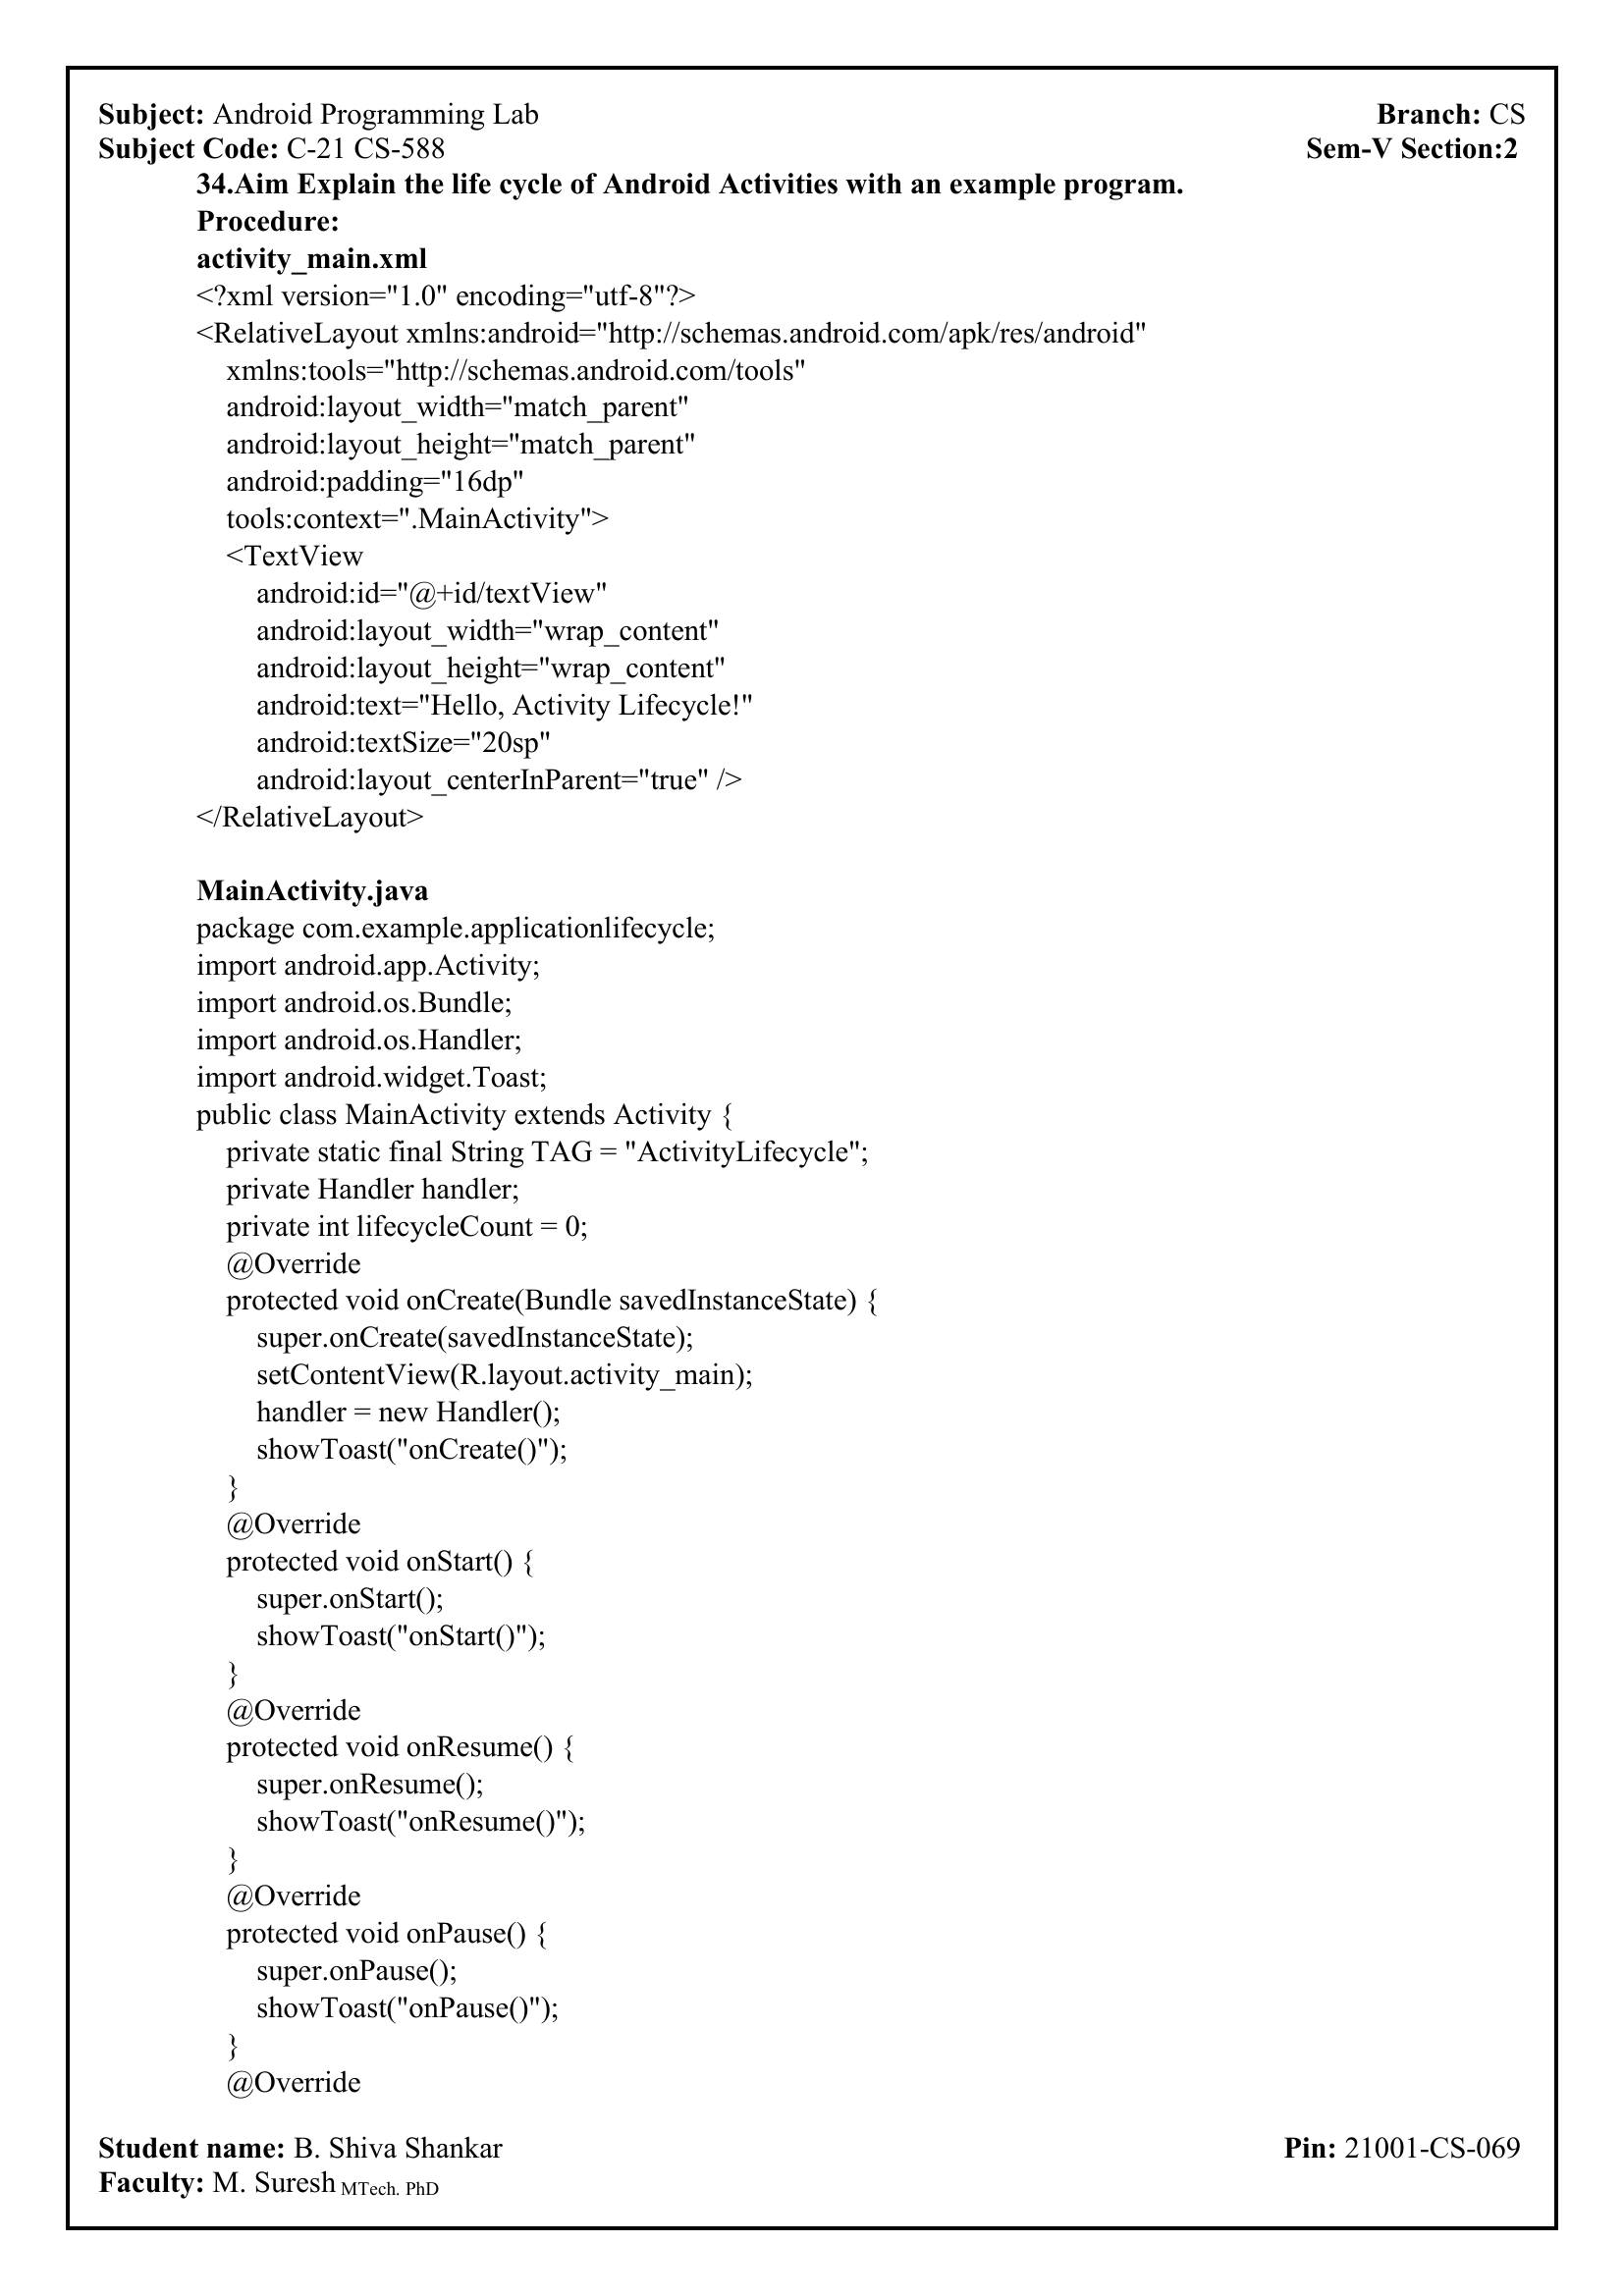 Subject: Android Programming Lab Branch: CS
Subject Code: C-21 CS-588 Sem-V Section:2
34.Aim Explain the life cycle of Android Activities with an example program.
Procedure:
activity_main.xml
<?xml version="1.0" encoding="utf-8"?>
<RelativeLayout xmlns:android="http://schemas.android.com/apk/res/android"
    xmlns:tools="http://schemas.android.com/tools"
    android:layout_width="match_parent"
    android:layout_height="match_parent"
    android:padding="16dp"
    tools:context=".MainActivity">
    <TextView
        android:id="@+id/textView"
        android:layout_width="wrap_content"
        android:layout_height="wrap_content"
        android:text="Hello, Activity Lifecycle!"
        android:textSize="20sp"
        android:layout_centerInParent="true" />
</RelativeLayout>

MainActivity.java
package com.example.applicationlifecycle;
import android.app.Activity;
import android.os.Bundle;
import android.os.Handler;
import android.widget.Toast;
public class MainActivity extends Activity {
    private static final String TAG = "ActivityLifecycle";
    private Handler handler;
    private int lifecycleCount = 0;
    @Override
    protected void onCreate(Bundle savedInstanceState) {
        super.onCreate(savedInstanceState);
        setContentView(R.layout.activity_main);
        handler = new Handler();
        showToast("onCreate()");
    }
    @Override
    protected void onStart() {
        super.onStart();
        showToast("onStart()");
    }
    @Override
    protected void onResume() {
        super.onResume();
        showToast("onResume()");
    }
    @Override
    protected void onPause() {
        super.onPause();
        showToast("onPause()");
    }
    @Override
Student name: B. Shiva Shankar Pin: 21001-CS-069
Faculty: M. Suresh MTech. PhD